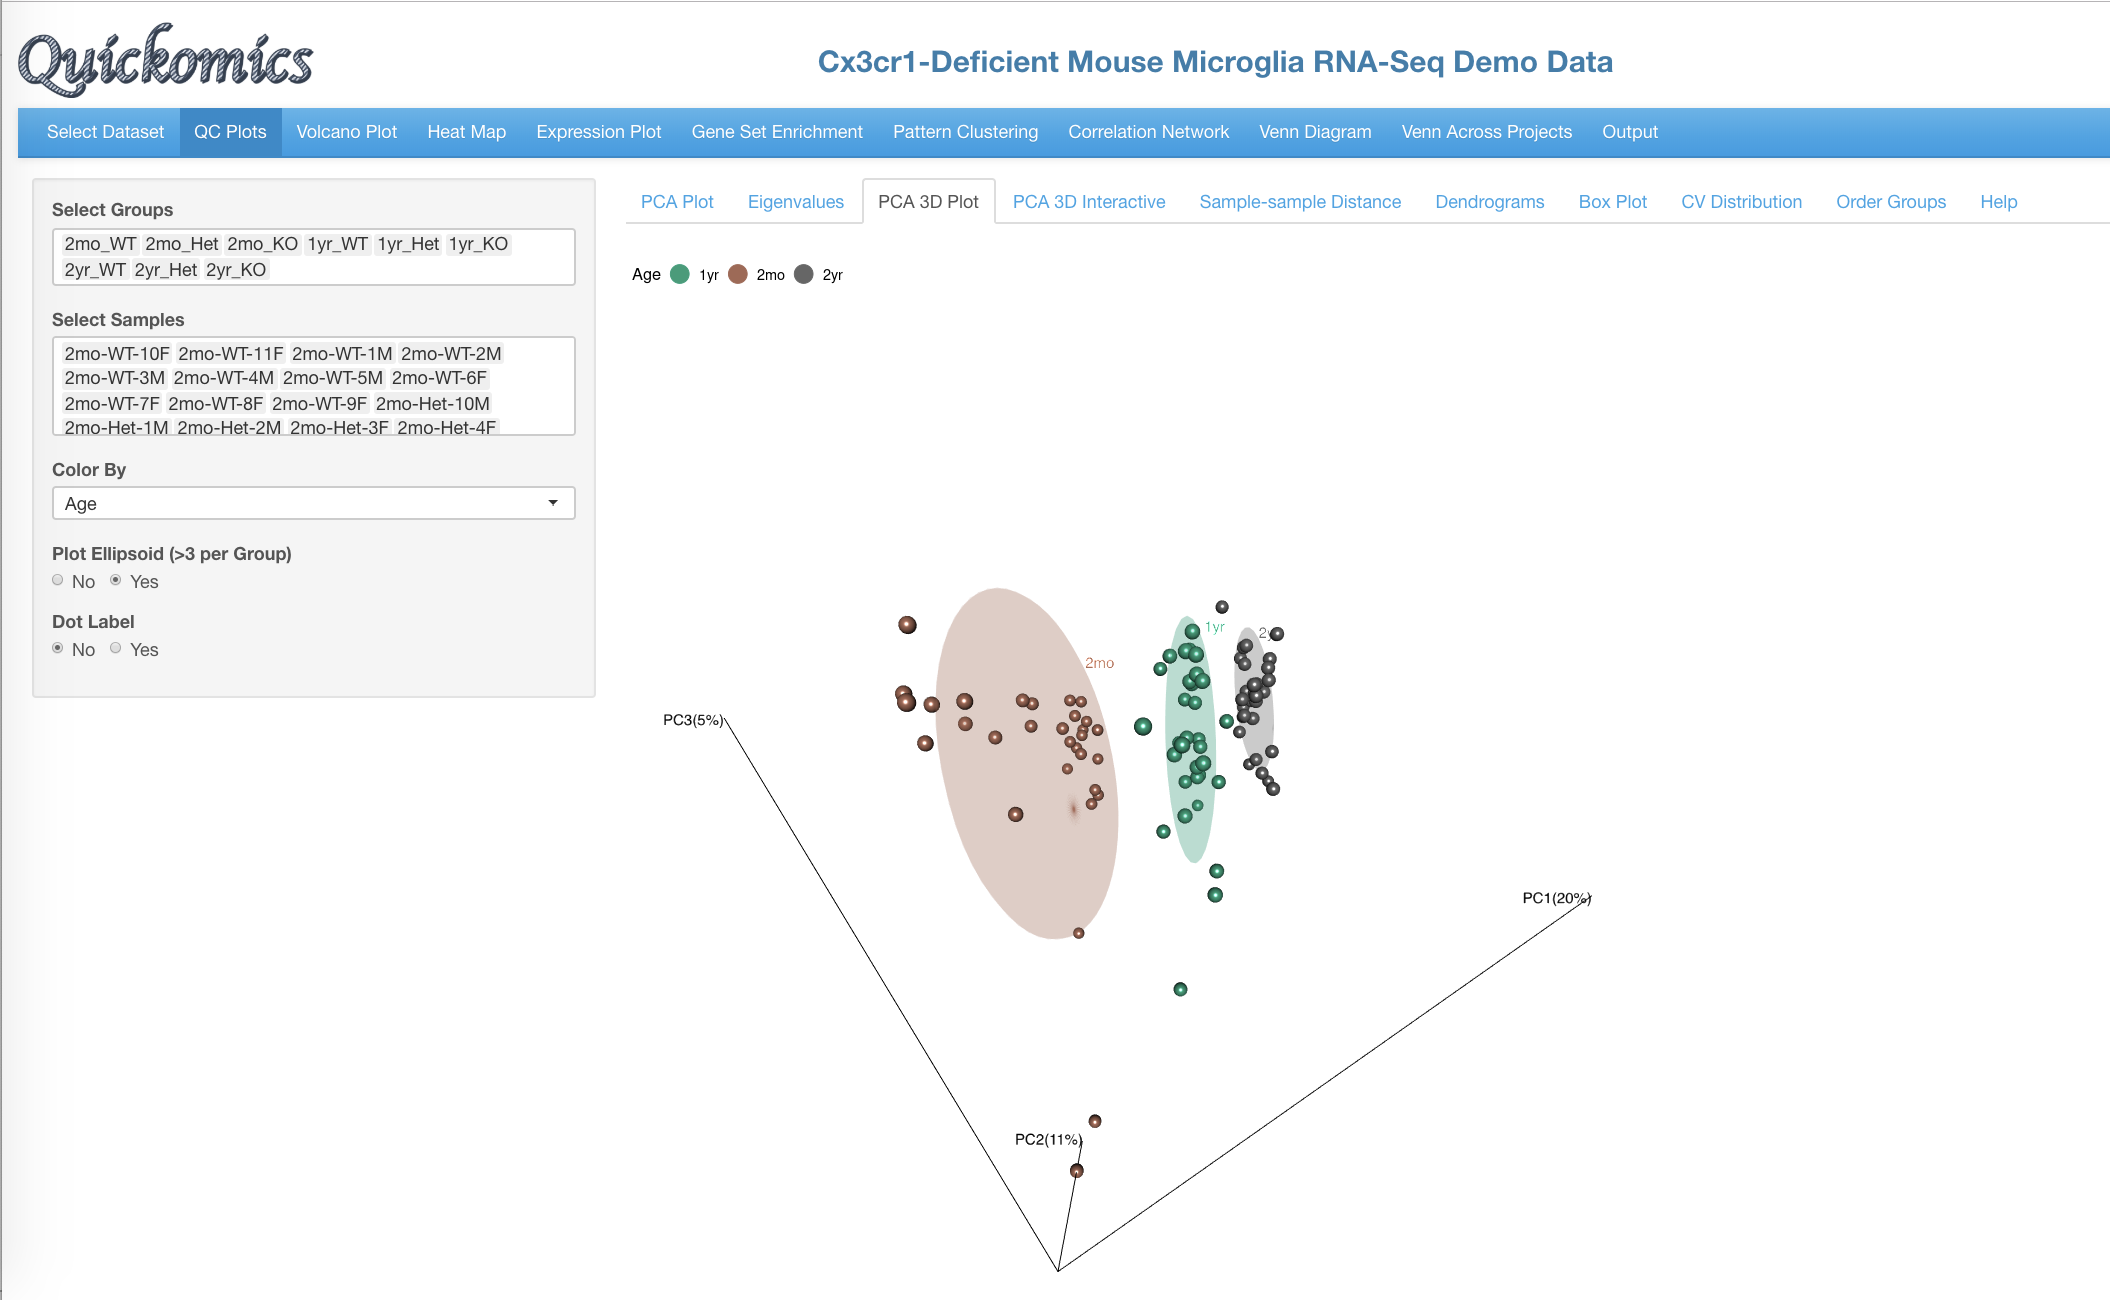 Quickomics
Cx3cr1-Deficient Mouse Microglia RNA-Seq Demo Data
Select Dataset QC Plots Volcano Plot Heat Map Expression Plot Gene Set Enrichment Pattern Clustering Correlation Network Venn Diagram Venn Across Projects Output
Select Groups
2mo_WT 2mo_Het 2mo_KO 1yr_WT 1yr_Het 1yr_KO
2yr_WT 2yr_Het 2yr_KO
Select Samples
2mo-WT-10F 2mo-WT-11F 2mo-WT-1M 2mo-WT-2M
2mo-WT-3M 2mo-WT-4M 2mo-WT-5M 2mo-WT-6F
2mo-WT-7F 2mo-WT-8F 2mo-WT-9F 2mo-Het-10M
2mo-Het-1M 2mo-Het-2M 2mo-Het-3F 2mo-Het-4F
Color By
Age
Plot Ellipsoid (>3 per Group)
No Yes
Dot Label
No Yes
PCA Plot Eigenvalues PCA 3D Plot PCA 3D Interactive Sample-sample Distance Dendrograms Box Plot CV Distribution Order Groups Help
Age 1yr 2mo 2yr
1yr
2mo
PC3(5%)
PC1(20%)
PC2(11%)